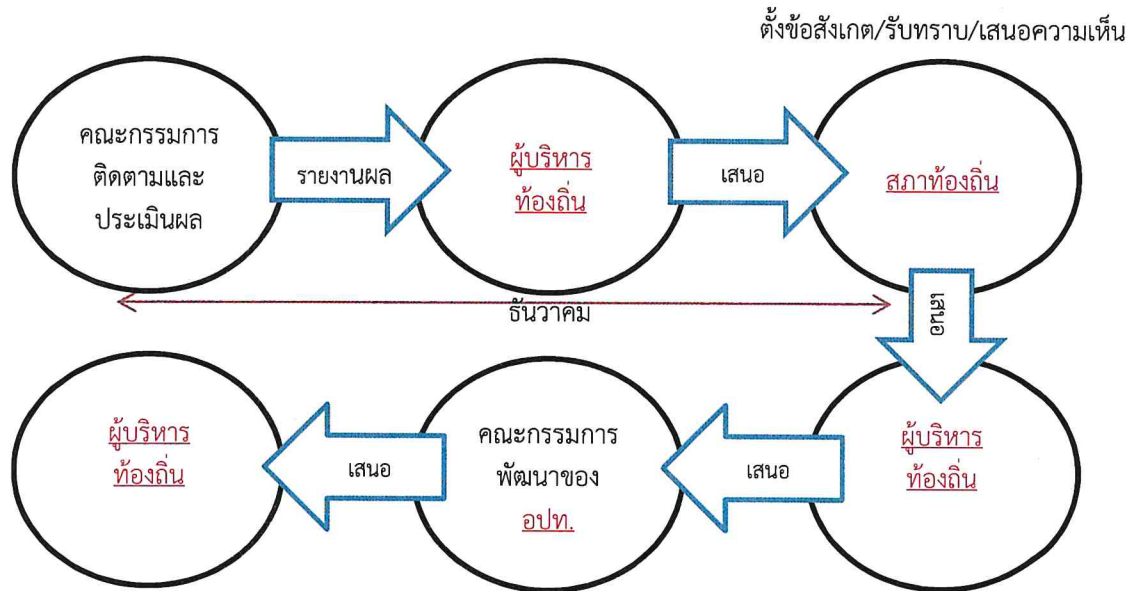 ตั้งข้อสังเกต/รับทราบ/เสนอความเห็น
คณะกรรมการ
ติดตามและ
ประเมินผล
รายงานผล
ผู้บริหาร
ท้องถิ่น
เสนอ
สภาท้องถิ่น
ธันวาคม
เสนอ
ผู้บริหาร
ท้องถิ่น
เสนอ
คณะกรรมการ
พัฒนาของ
อปท.
เสนอ
ผู้บริหาร
ท้องถิ่น